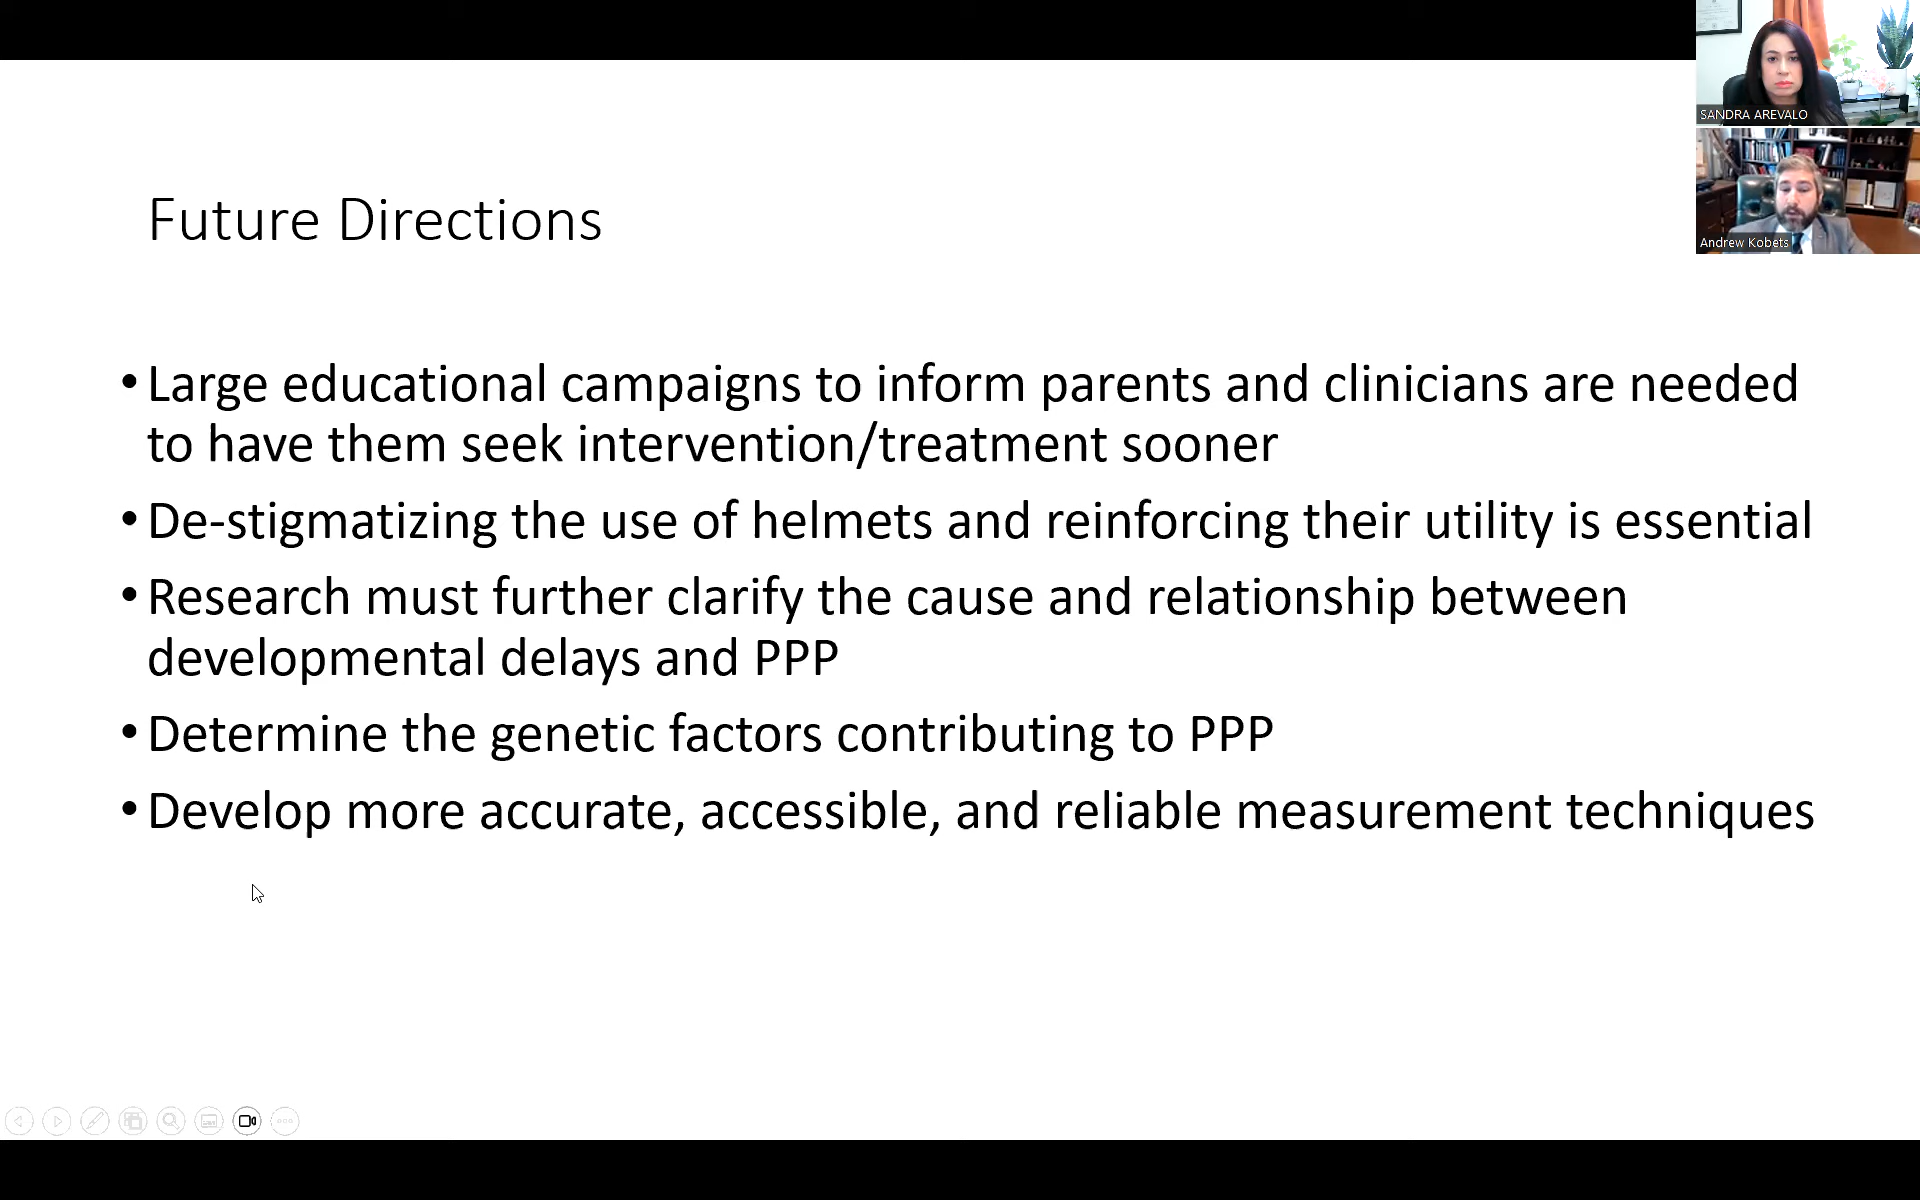 SANDRA AREVALO
Andrew Kobets
Future Directions
• Large educational campaigns to inform parents and clinicians are needed
to have them seek intervention/treatment sooner
• De-stigmatizing the use of helmets and reinforcing their utility is essential
• Research must further clarify the cause and relationship between
developmental delays and PPP
• Determine the genetic factors contributing to PPP
• Develop more accurate, accessible, and reliable measurement techniques